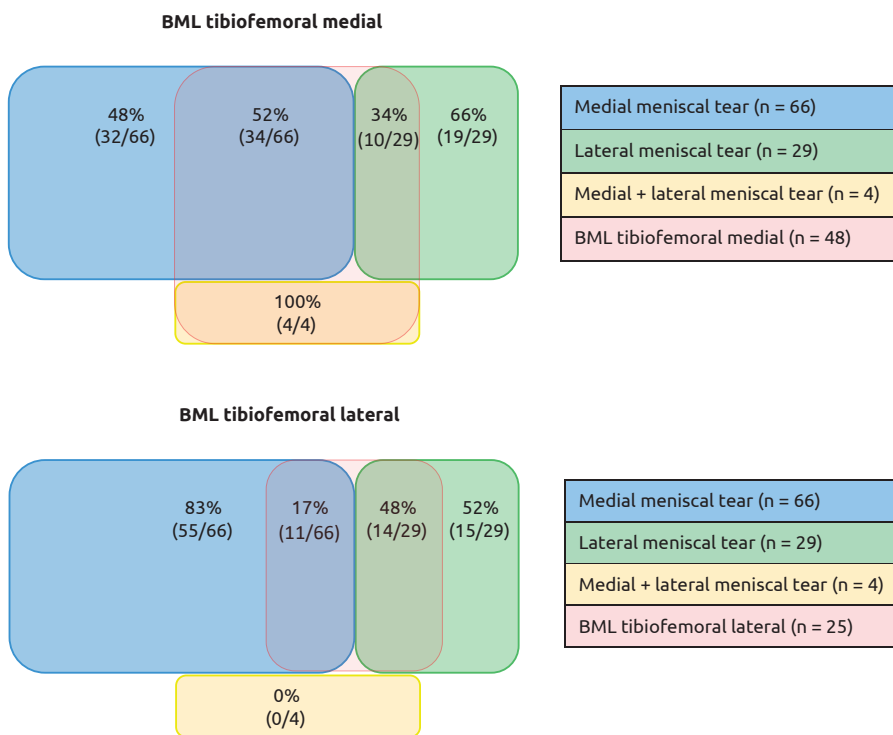 BML tibiofemoral medial
48%
(32/66)
52%
(34/66)
34%
(10/29)
66%
(19/29)
100%
(4/4)
Medial meniscal tear (n = 66)
Lateral meniscal tear (n = 29)
Medial + lateral meniscal tear (n = 4)
BML tibiofemoral medial (n = 48)
BML tibiofemoral lateral
83%
(55/66)
17%
(11/66)
48%
(14/29)
52%
(15/29)
0%
(0/4)
Medial meniscal tear (n = 66)
Lateral meniscal tear (n = 29)
Medial + lateral meniscal tear (n = 4)
BML tibiofemoral lateral (n = 25)